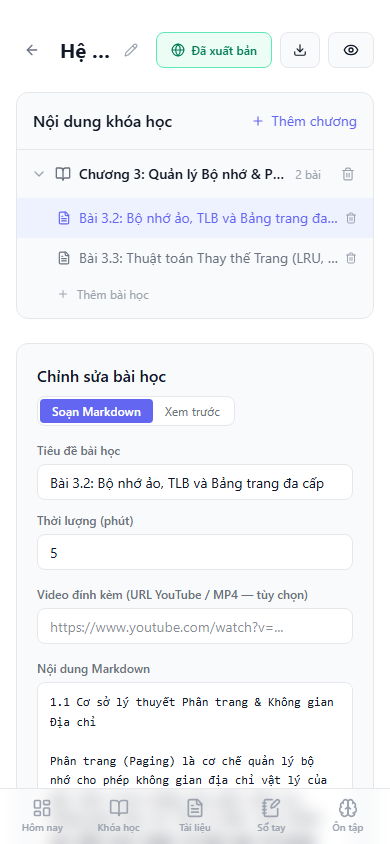 Hệ ...
Đã xuất bản
Nội dung khóa học
Thêm chương
Chương 3: Quản lý Bộ nhớ & P...
2 bài
Bài 3.2: Bộ nhớ ảo, TLB và Bảng trang đa...
Bài 3.3: Thuật toán Thay thế Trang (LRU, ...
Thêm bài học
Chỉnh sửa bài học
Soạn Markdown
Xem trước
Tiêu đề bài học
Bài 3.2: Bộ nhớ ảo, TLB và Bảng trang đa cấp
Thời lượng (phút)
5
Video đính kèm (URL YouTube / MP4 — tùy chọn)
https://www.youtube.com/watch?v=...
Nội dung Markdown
1.1 Cơ sở lý thuyết Phân trang & Không gian
Địa chỉ
Phân trang (Paging) là cơ chế quản lý bộ
nhớ cho phép không gian địa chỉ vật lý của
Hôm nay
Khóa học
Tài liệu
Sổ tay
Ôn tập